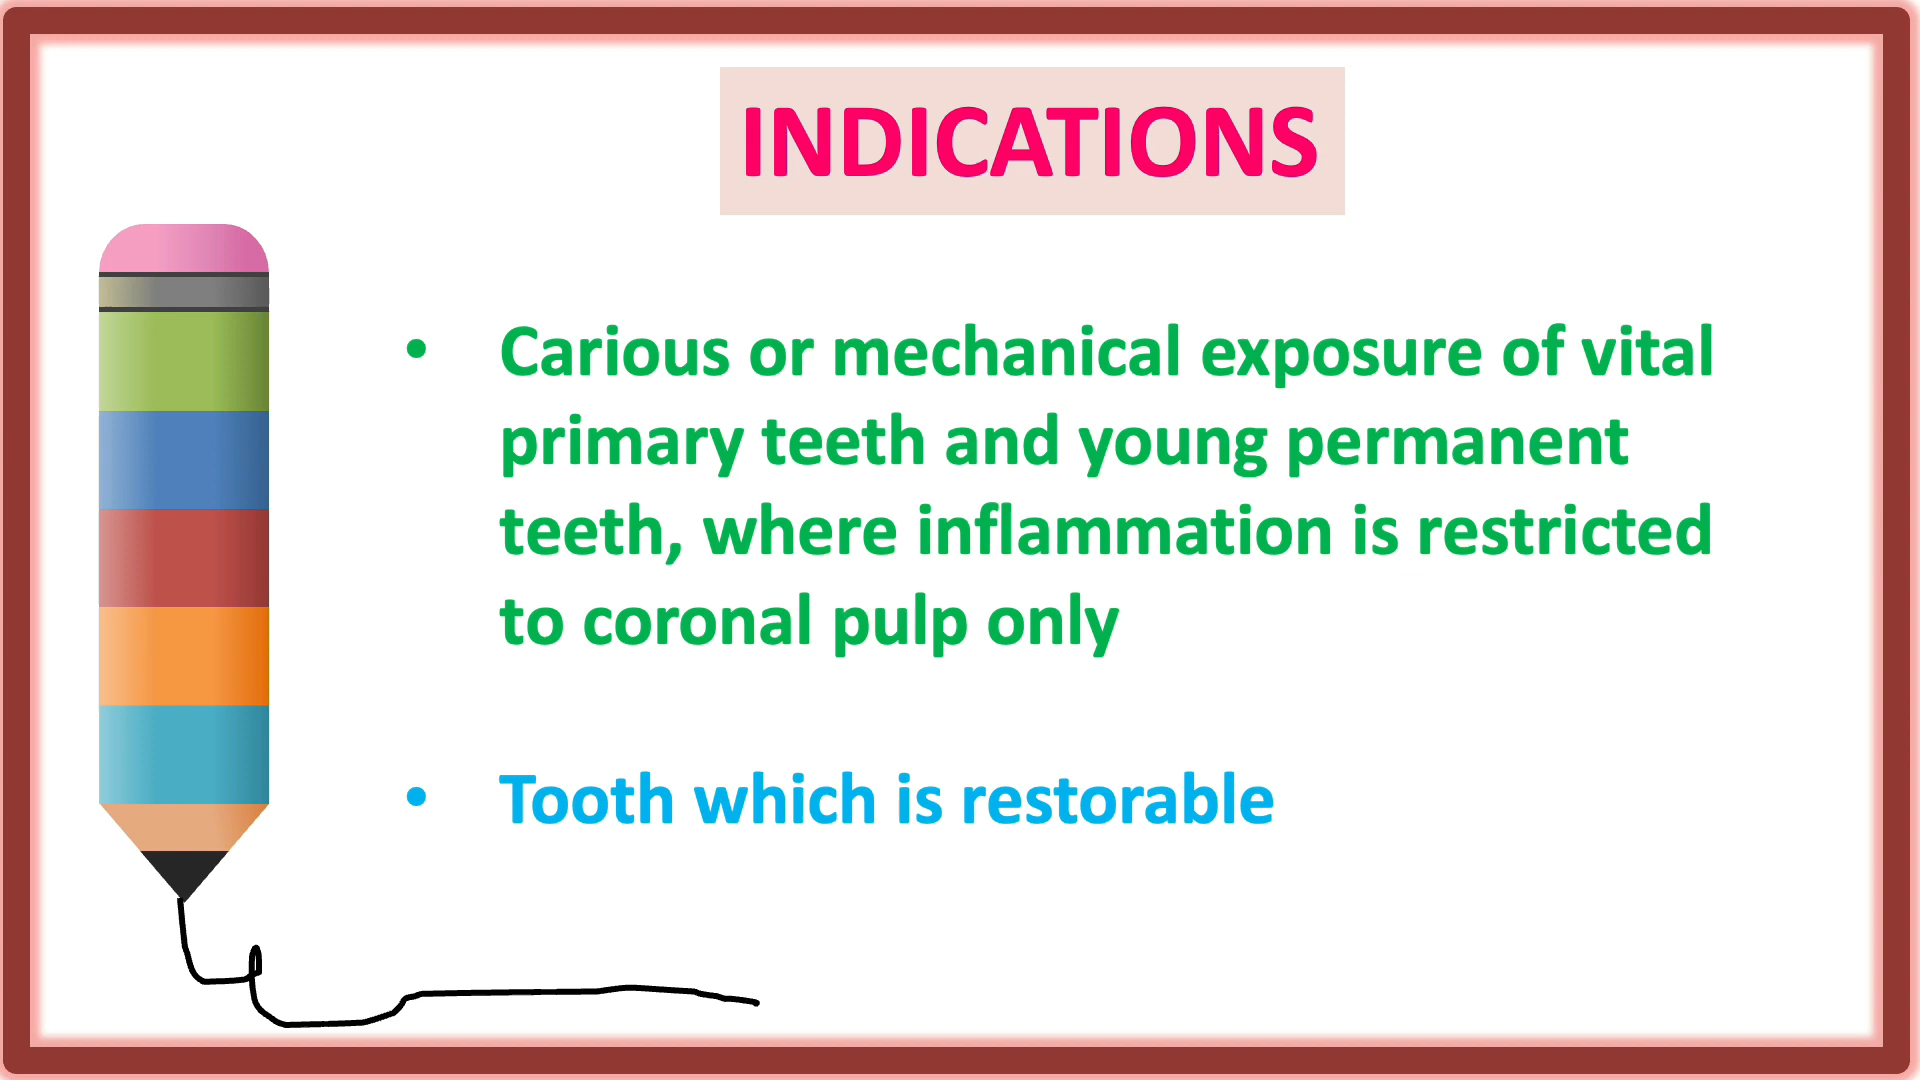 INDICATIONS
• Carious or mechanical exposure of vital
primary teeth and young permanent
teeth, where inflammation is restricted
to coronal pulp only
• Tooth which is restorable